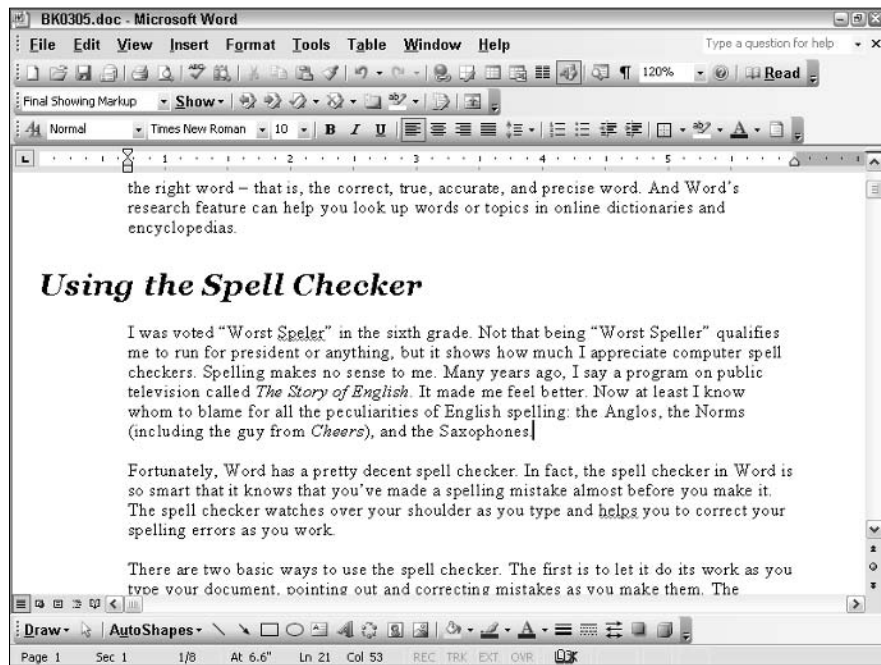 BK0305.doc - Microsoft Word
File Edit View Insert Format Tools Table Window Help
Type a question for help
120%
Read
Final Showing Markup Show
Normal Times New Roman 10 B I U
1 2 3 4 5
the right word – that is, the correct, true, accurate, and precise word. And Word's
research feature can help you look up words or topics in online dictionaries and
encyclopedias.
Using the Spell Checker
I was voted "Worst Speler" in the sixth grade. Not that being "Worst Speller" qualifies
me to run for president or anything, but it shows how much I appreciate computer spell
checkers. Spelling makes no sense to me. Many years ago, I say a program on public
television called The Story of English. It made me feel better. Now at least I know
whom to blame for all the peculiarities of English spelling: the Anglos, the Norms
(including the guy from Cheers), and the Saxophones.
Fortunately, Word has a pretty decent spell checker. In fact, the spell checker in Word is
so smart that it knows that you've made a spelling mistake almost before you make it.
The spell checker watches over your shoulder as you type and helps you to correct your
spelling errors as you work.
There are two basic ways to use the spell checker. The first is to let it do its work as you
type your document, pointing out and correcting mistakes as you make them. The
Draw AutoShapes
Page 1 Sec 1 1/8 At 6.6" Ln 21 Col 53 REC TRK EXT OVR